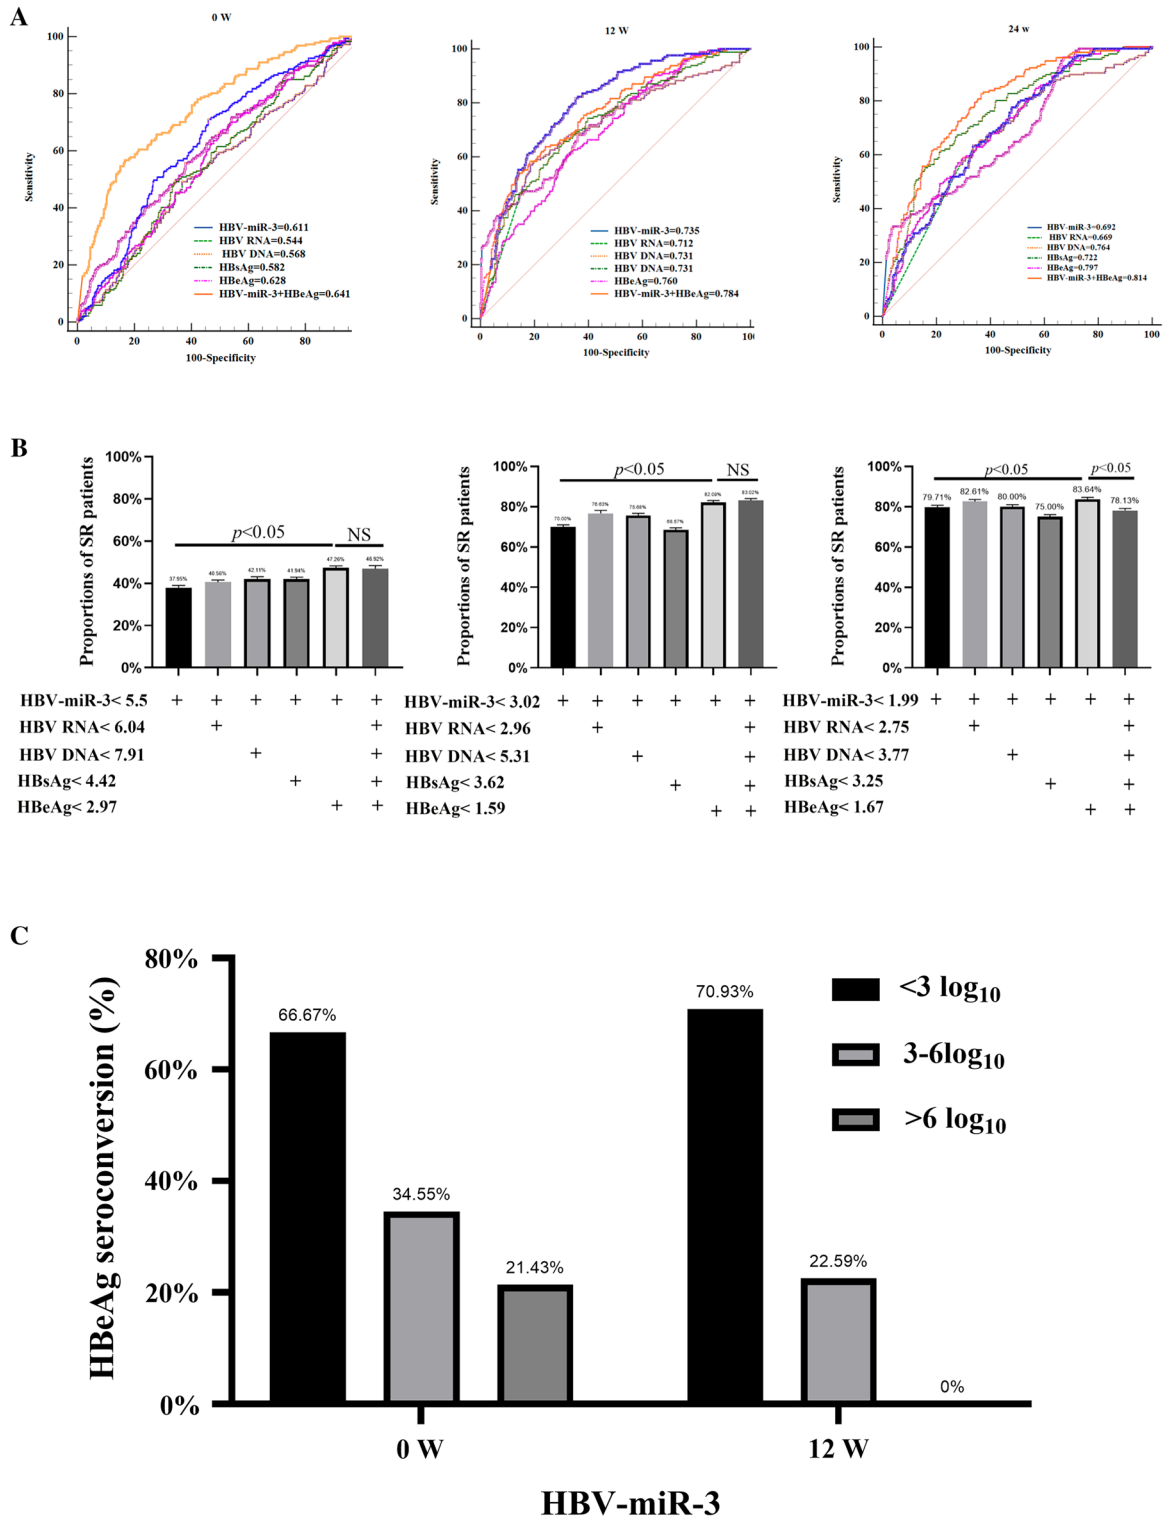 A
0 W
Sensitivity
100
80
60
40
20
0
HBV-miR-3=0.611
HBV RNA=0.544
HBV DNA=0.568
HBsAg=0.582
HBeAg=0.628
HBV-miR-3+HBeAg=0.641
0 20 40 60 80
100-Specificity
12 W
Sensitivity
100
80
60
40
20
0
HBV-miR-3=0.735
HBV RNA=0.712
HBV DNA=0.731
HBV DNA=0.731
HBeAg=0.760
HBV-miR-3+HBeAg=0.784
0 20 40 60 80 10
100-Specificity
24 w
Sensitivity
100
80
60
40
20
0
HBV-miR-3=0.692
HBV RNA=0.669
HBV DNA=0.764
HBsAg=0.722
HBeAg=0.797
HBV-miR-3+HBeAg=0.814
0 20 40 60 80 100
100-Specificity
B
Proportions of SR patients
100%
80%
60%
40%
20%
0%
p<0.05 NS
37.95% 40.56% 42.11% 41.94% 47.26% 46.92%
HBV-miR-3< 5.5 + + + + + +
HBV RNA< 6.04 + +
HBV DNA< 7.91 + +
HBsAg< 4.42 + +
HBeAg< 2.97 + +
Proportions of SR patients
100%
80%
60%
40%
20%
0%
p<0.05 NS
70.00% 76.63% 75.68% 68.57% 82.09% 83.02%
HBV-miR-3< 3.02 + + + + + +
HBV RNA< 2.96 + +
HBV DNA< 5.31 + +
HBsAg< 3.62 + +
HBeAg< 1.59 + +
Proportions of SR patients
100%
80%
60%
40%
20%
0%
p<0.05 p<0.05
79.71% 82.61% 80.00% 75.00% 83.64% 78.13%
HBV-miR-3< 1.99 + + + + + +
HBV RNA< 2.75 + +
HBV DNA< 3.77 + +
HBsAg< 3.25 + +
HBeAg< 1.67 + +
C
HBeAg seroconversion (%)
80%
60%
40%
20%
0%
66.67%
34.55%
21.43%
70.93%
22.59%
0%
<3 log10
3-6log10
>6 log10
0 W 12 W
HBV-miR-3